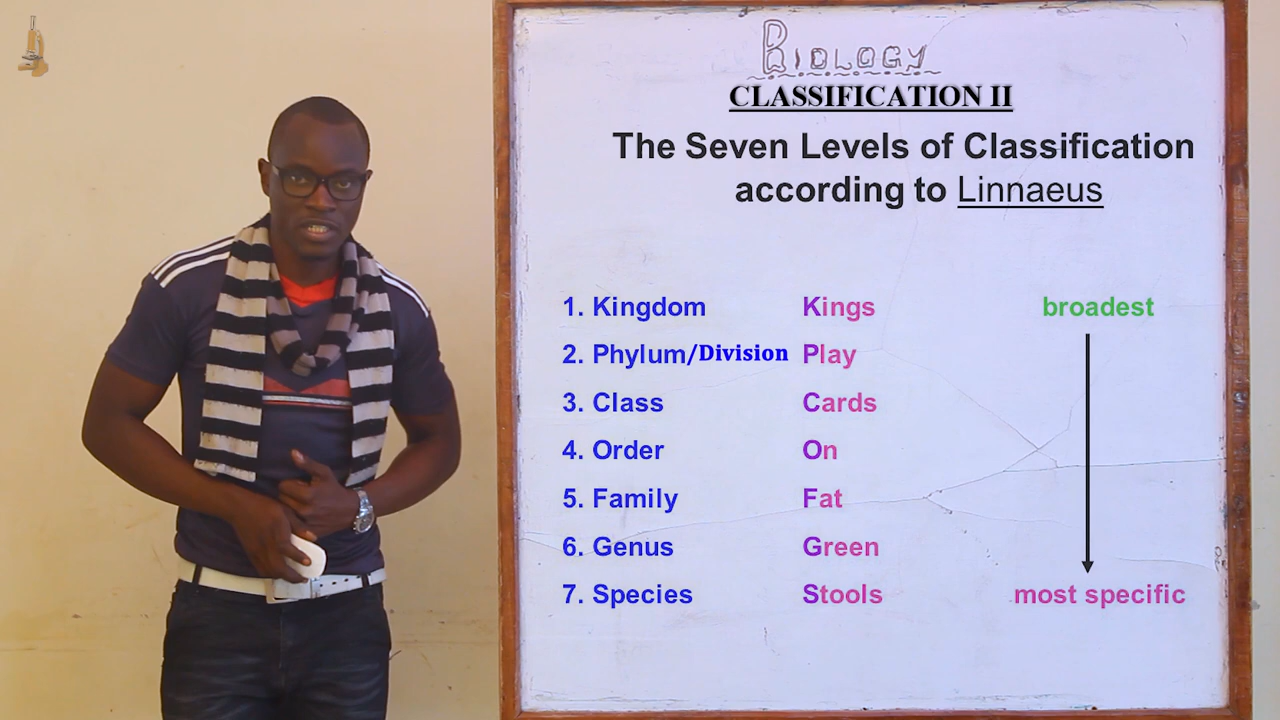 BIOLOGY
CLASSIFICATION II
The Seven Levels of Classification
according to Linnaeus
1. Kingdom Kings broadest
2. Phylum/Division Play
3. Class Cards
4. Order On
5. Family Fat
6. Genus Green
7. Species Stools most specific